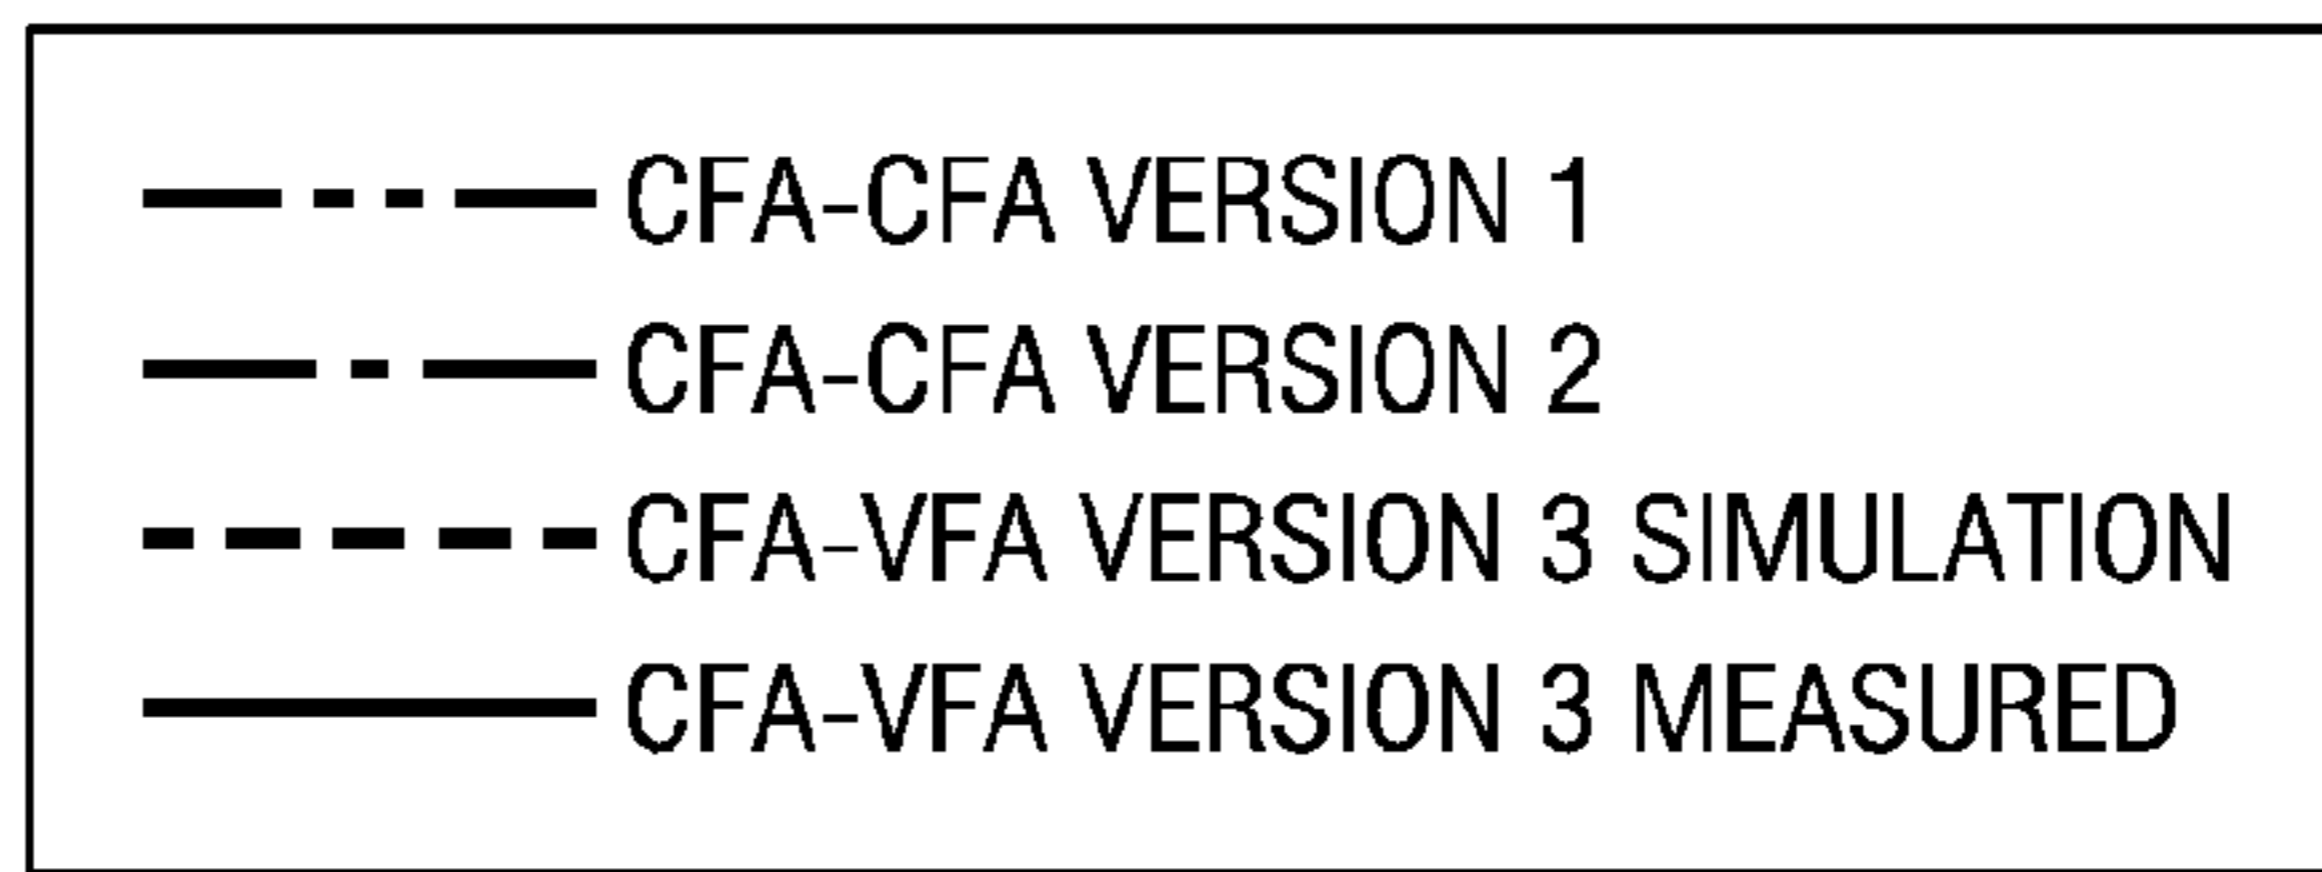 CFA-CFA VERSION 1
CFA-CFA VERSION 2
CFA-VFA VERSION 3 SIMULATION
CFA-VFA VERSION 3 MEASURED